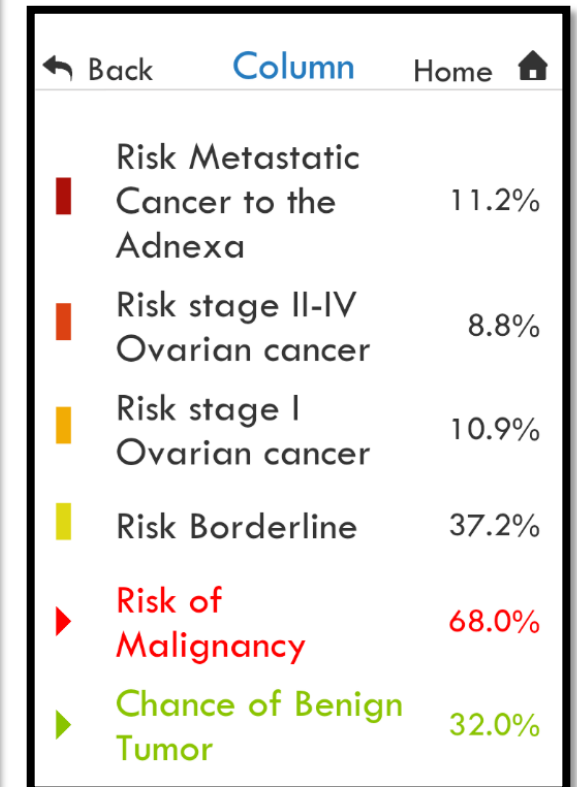 Back Column Home
Risk Metastatic
Cancer to the 11.2%
Adnexa
Risk stage II-IV
Ovarian cancer 8.8%
Risk stage I
Ovarian cancer 10.9%
Risk Borderline 37.2%
Risk of
Malignancy 68.0%
Chance of Benign
Tumor 32.0%